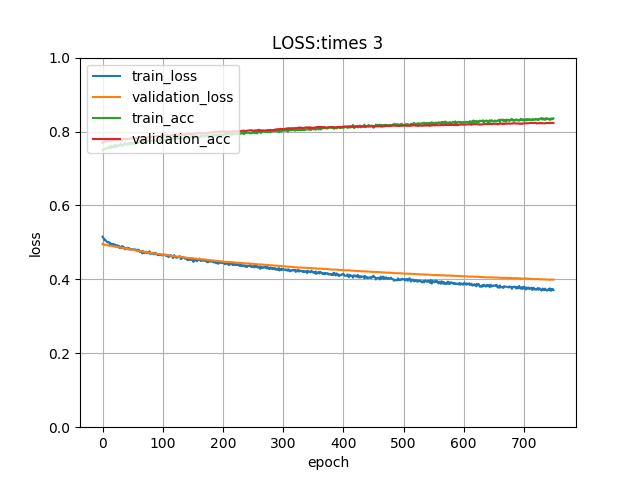 LOSS:times 3
1.0
0.8
0.6
0.4
0.2
0.0
loss
train_loss
validation_loss
train_acc
validation_acc
0 100 200 300 400 500 600 700
epoch